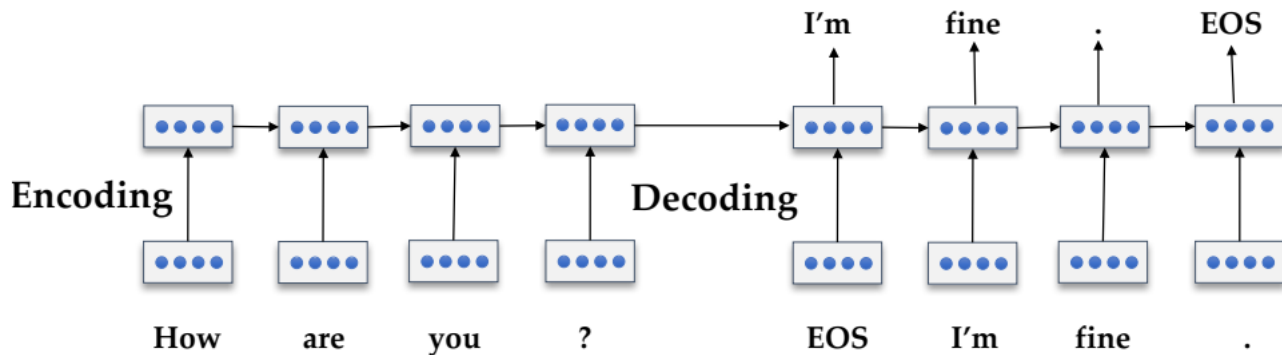 I’m fine . EOS
Encoding Decoding
How are you ? EOS I’m fine .